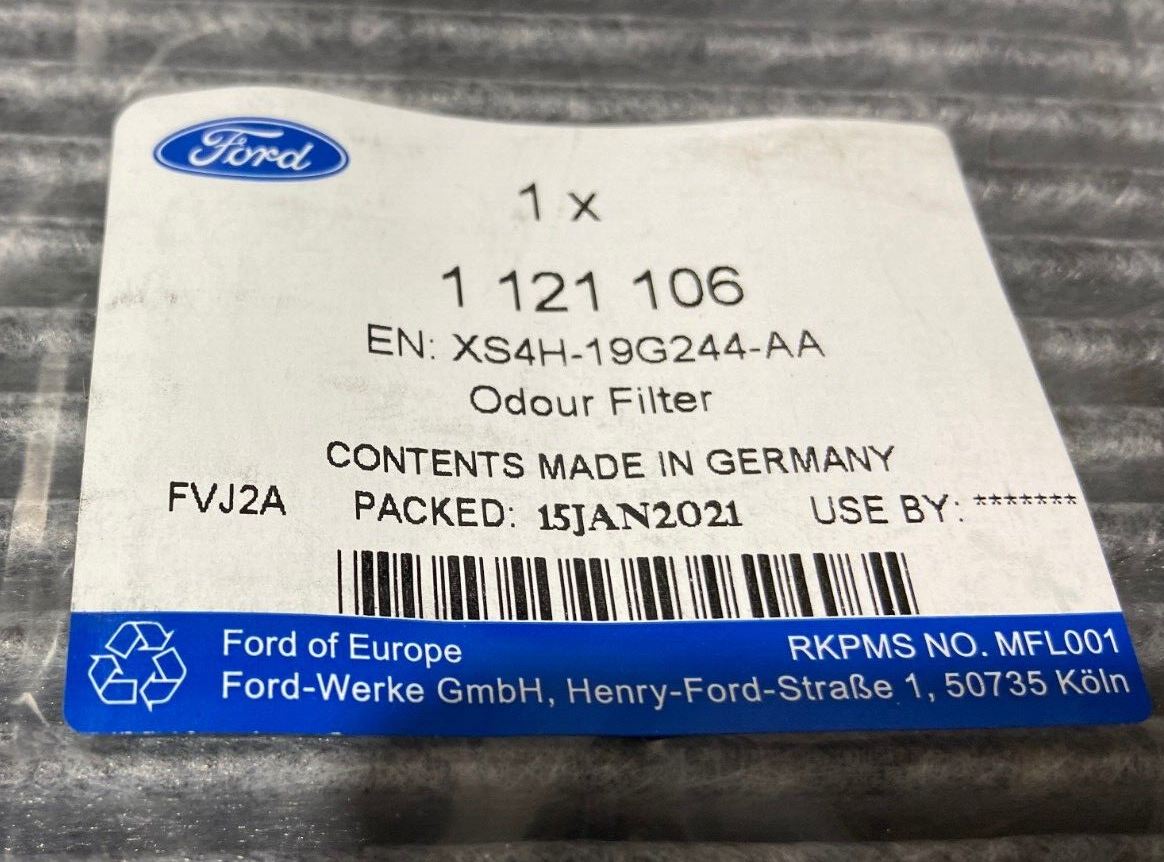 Ford
1 x
1 121 106
EN: XS4H-19G244-AA
Odour Filter
CONTENTS MADE IN GERMANY
FVJ2A PACKED: 15JAN2021 USE BY: *******
Ford of Europe RKPMS NO. MFL001
Ford-Werke GmbH, Henry-Ford-Straße 1, 50735 Köln